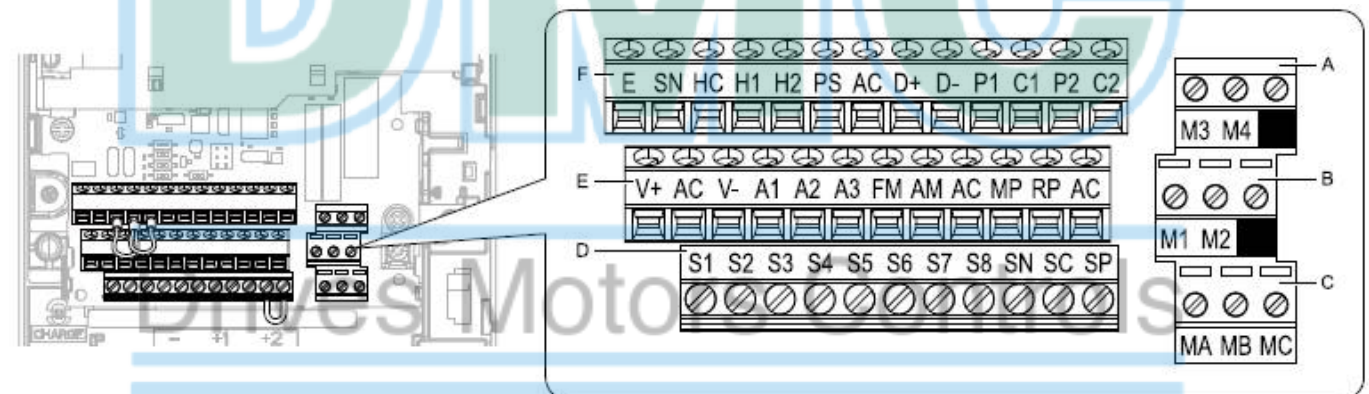 DMC
F E SN HC H1 H2 PS AC D+ D- P1 C1 P2 C2
E V+ AC V- A1 A2 A3 FM AM AC MP RP AC
D S1 S2 S3 S4 S5 S6 S7 S8 SN SC SP
A
M3 M4
B
M1 M2
C
MA MB MC
CHARGE - +1 +2
Drives Motors Controls